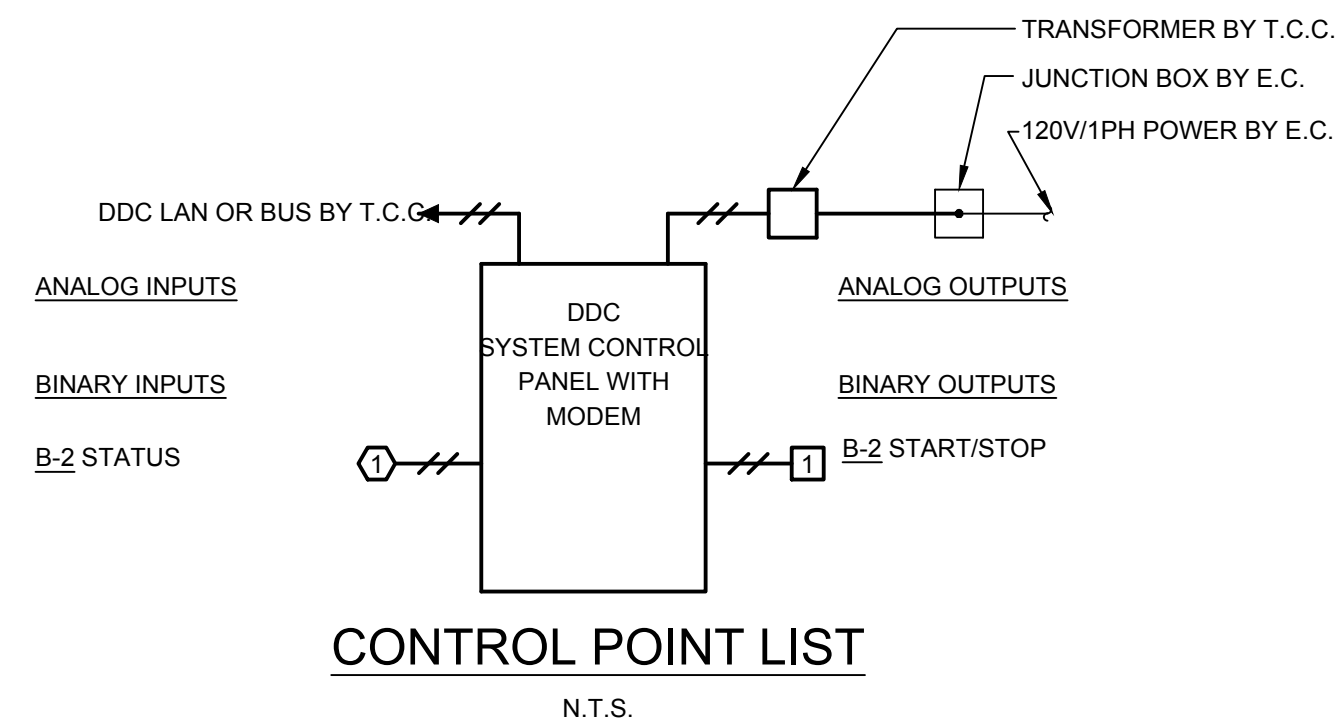 TRANSFORMER BY T.C.C.
JUNCTION BOX BY E.C.
120V/1PH POWER BY E.C.
DDC LAN OR BUS BY T.C.C.
ANALOG INPUTS
ANALOG OUTPUTS
DDC
SYSTEM CONTROL
PANEL WITH
MODEM
BINARY INPUTS
BINARY OUTPUTS
B-2 STATUS
1
1
B-2 START/STOP
CONTROL POINT LIST
N.T.S.